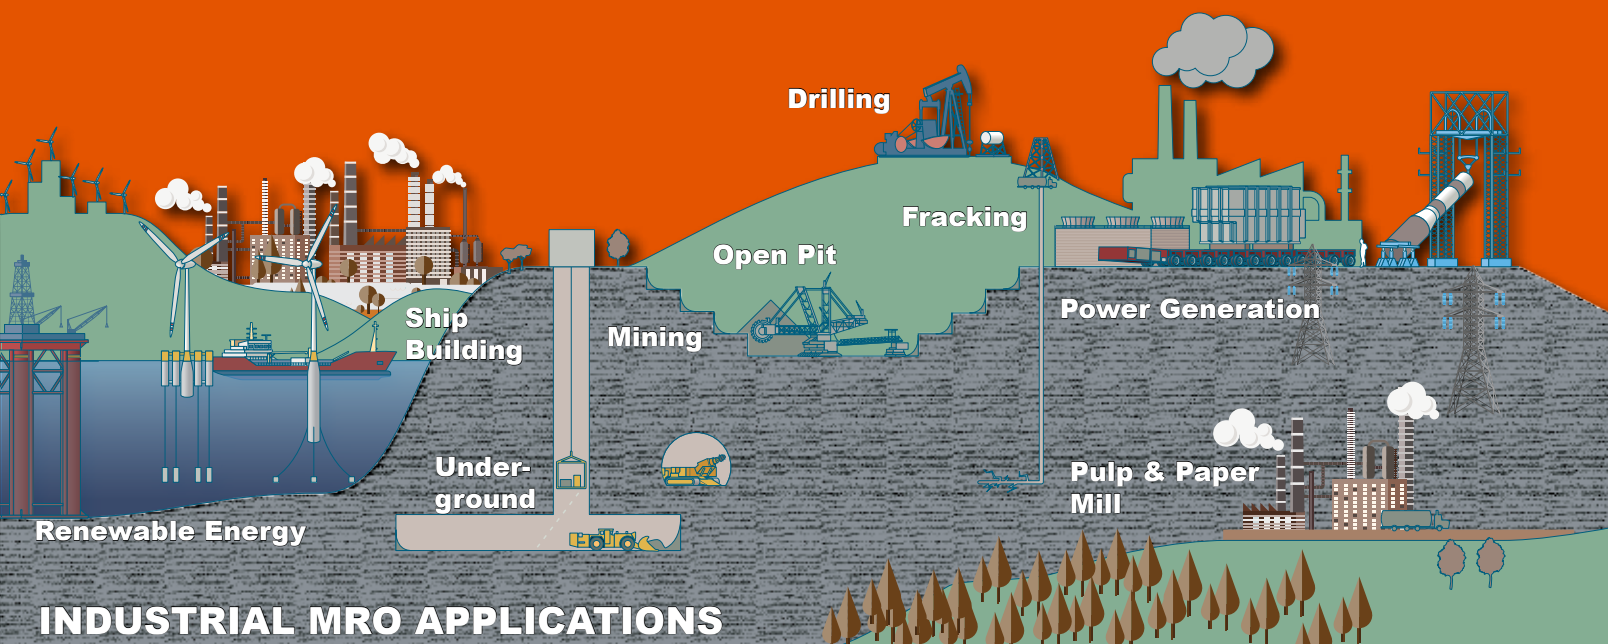 Drilling
Fracking
Open Pit
Ship
Building
Mining
Power Generation
Under-
ground
Pulp & Paper
Mill
Renewable Energy
INDUSTRIAL MRO APPLICATIONS